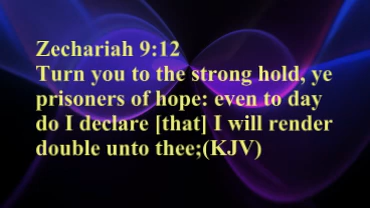 Zechariah 9:12
Turn you to the strong hold, ye
prisoners of hope: even to day
do I declare [that] I will render
double unto thee;(KJV)